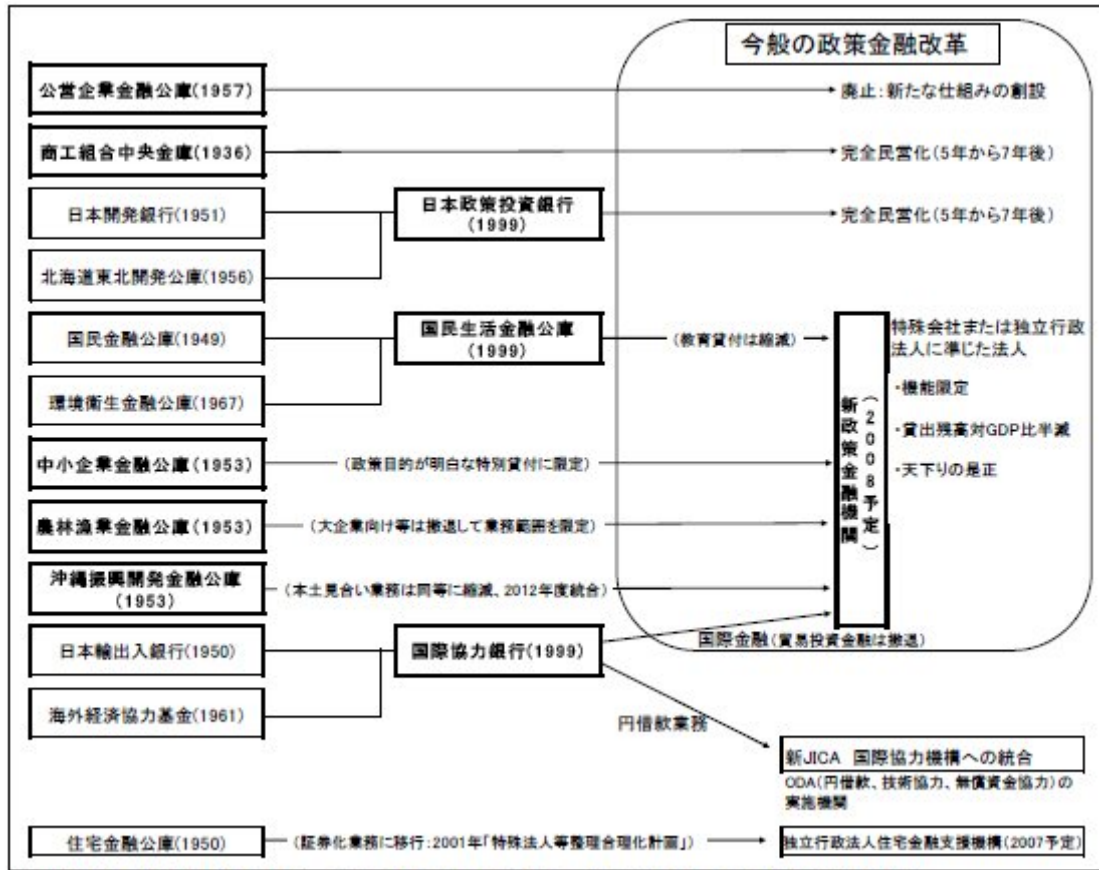 今般の政策金融改革
公営企業金融公庫(1957)
廃止：新たな仕組みの創設
商工組合中央金庫(1936)
完全民営化(5年から7年後)
日本開発銀行(1951)
日本政策投資銀行
(1999)
完全民営化(5年から7年後)
北海道東北開発公庫(1956)
国民金融公庫(1949)
国民生活金融公庫
(1999)
(教育貸付は縮減)
環境衛生金融公庫(1967)
中小企業金融公庫(1953)
(政策目的が明白な特別貸付に限定)
農林漁業金融公庫(1953)
(大企業向け等は撤退して業務範囲を限定)
沖縄振興開発金融公庫
(1953)
(本土見合い業務は同等に縮減、2012年度統合)
新政策金融機関
(2008予定)
特殊会社または独立行政
法人に準じた法人
・機能限定
・貸出残高対GDP比半減
・天下りの是正
日本輸出入銀行(1950)
国際協力銀行(1999)
国際金融(貿易投資金融は撤退)
海外経済協力基金(1961)
円借款業務
新JICA 国際協力機構への統合
ODA(円借款、技術協力、無償資金協力)の
実施機関
住宅金融公庫(1950)
(証券化業務に移行：2001年「特殊法人等整理合理化計画」)
独立行政法人住宅金融支援機構(2007予定)